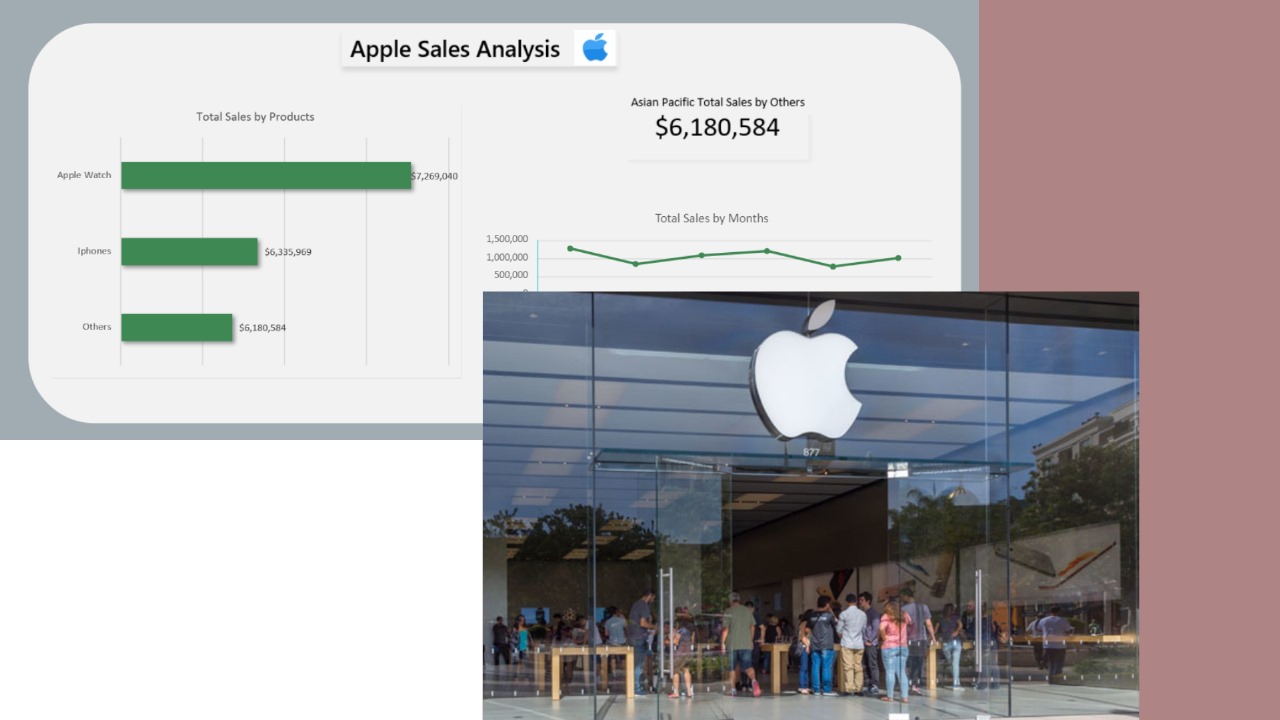 Apple Sales Analysis
Total Sales by Products
Apple Watch
$7,269,040
Iphones
$6,335,969
Others
$6,180,584
Asian Pacific Total Sales by Others
$6,180,584
Total Sales by Months
1,500,000
1,000,000
500,000
877